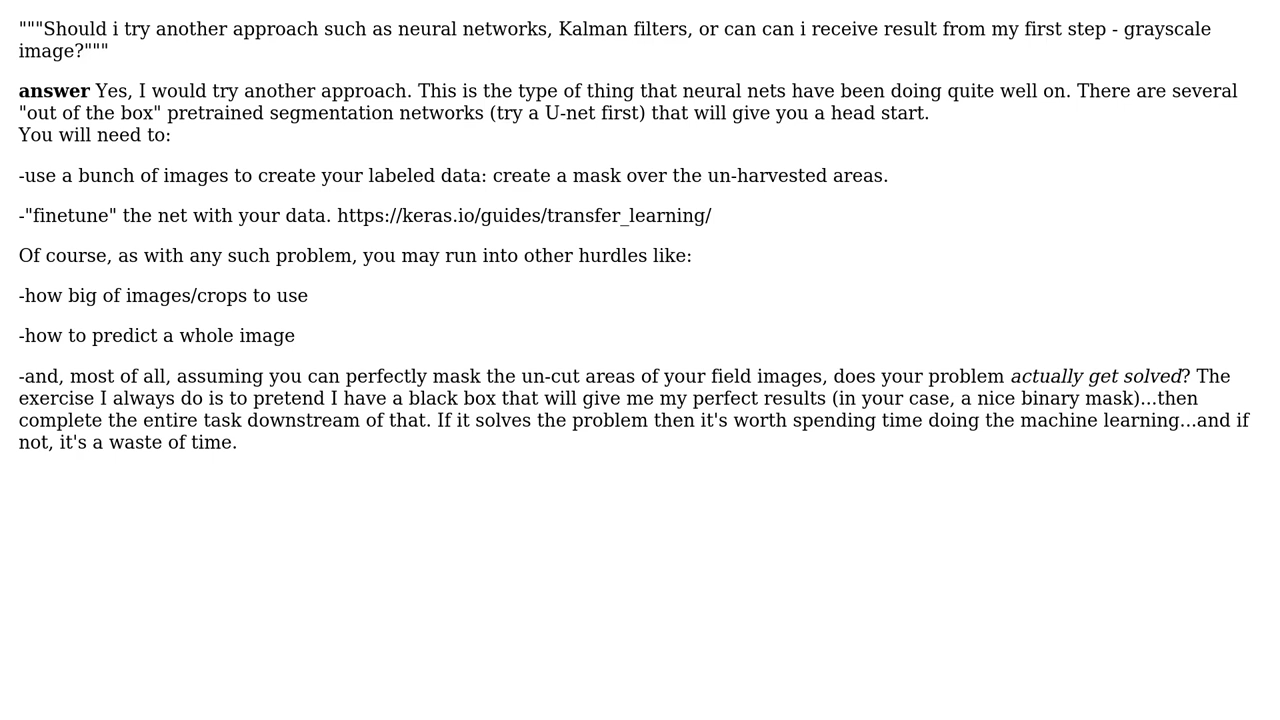 """Should i try another approach such as neural networks, Kalman filters, or can can i receive result from my first step - grayscale
image?"""
answer Yes, I would try another approach. This is the type of thing that neural nets have been doing quite well on. There are several
"out of the box" pretrained segmentation networks (try a U-net first) that will give you a head start.
You will need to:
-use a bunch of images to create your labeled data: create a mask over the un-harvested areas.
-"finetune" the net with your data. https://keras.io/guides/transfer_learning/
Of course, as with any such problem, you may run into other hurdles like:
-how big of images/crops to use
-how to predict a whole image
-and, most of all, assuming you can perfectly mask the un-cut areas of your field images, does your problem actually get solved? The
exercise I always do is to pretend I have a black box that will give me my perfect results (in your case, a nice binary mask)...then
complete the entire task downstream of that. If it solves the problem then it's worth spending time doing the machine learning...and if
not, it's a waste of time.